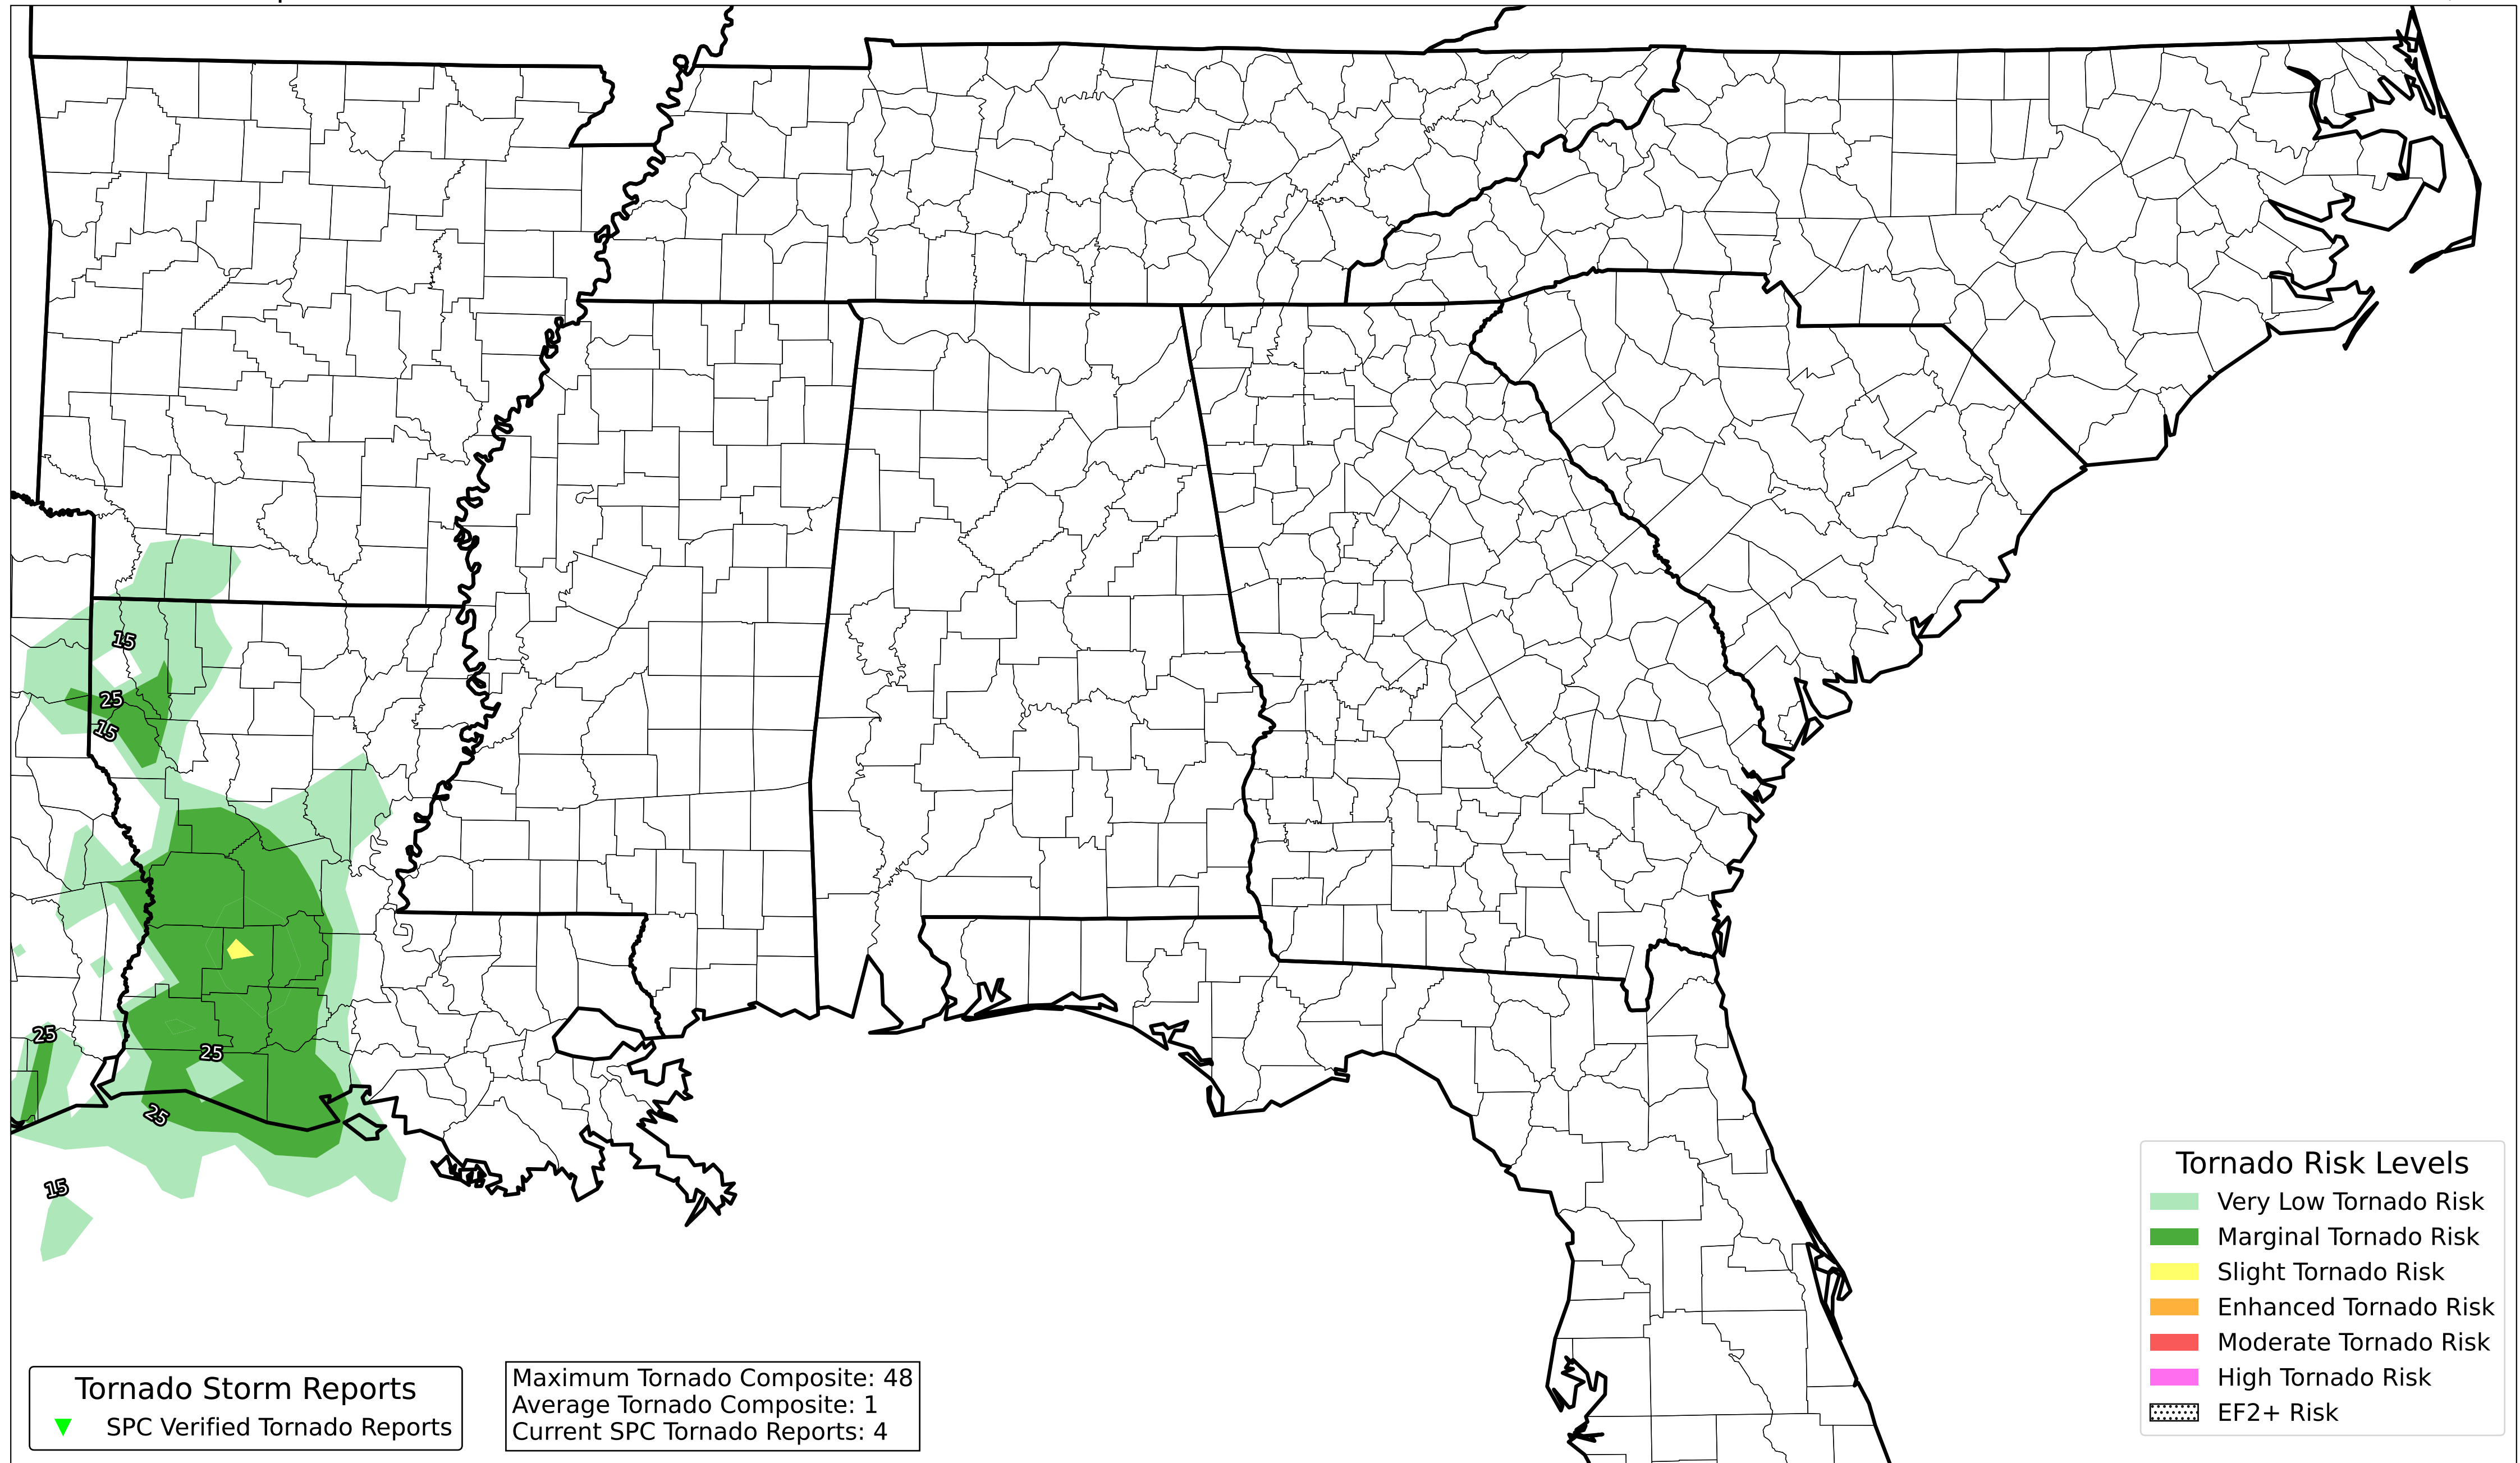 15
25
15
25
25
25
15
Tornado Risk Levels
Very Low Tornado Risk
Marginal Tornado Risk
Slight Tornado Risk
Enhanced Tornado Risk
Moderate Tornado Risk
High Tornado Risk
EF2+ Risk
Tornado Storm Reports
SPC Verified Tornado Reports
Maximum Tornado Composite: 48
Average Tornado Composite: 1
Current SPC Tornado Reports: 4